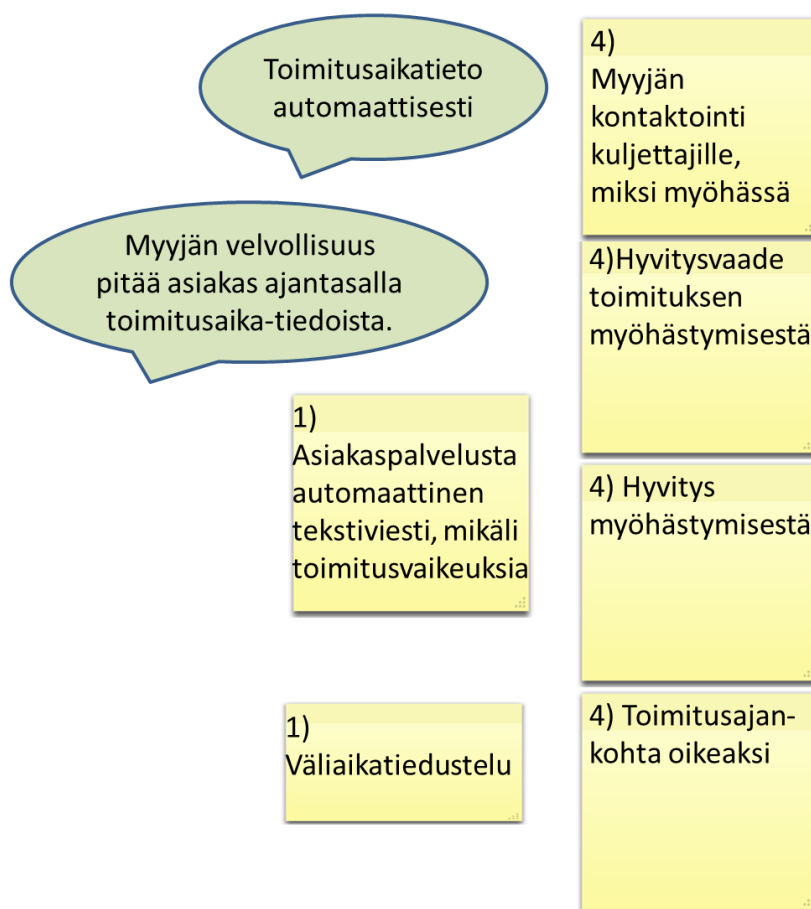 Toimitusaikatieto
automaattisesti
Myyjän velvollisuus
pitää asiakas ajantasalla
toimitusaika-tiedoista.
1)
Asiakaspalvelusta
automaattinen
tekstiviesti, mikäli
toimitusvaikeuksia
1)
Väliaikatiedustelu
4)
Myyjän
kontaktointi
kuljettajille,
miksi myöhässä
4)Hyvitysvaade
toimituksen
myöhästymisestä
4) Hyvitys
myöhästymisestä
4) Toimitusajan-
kohta oikeaksi